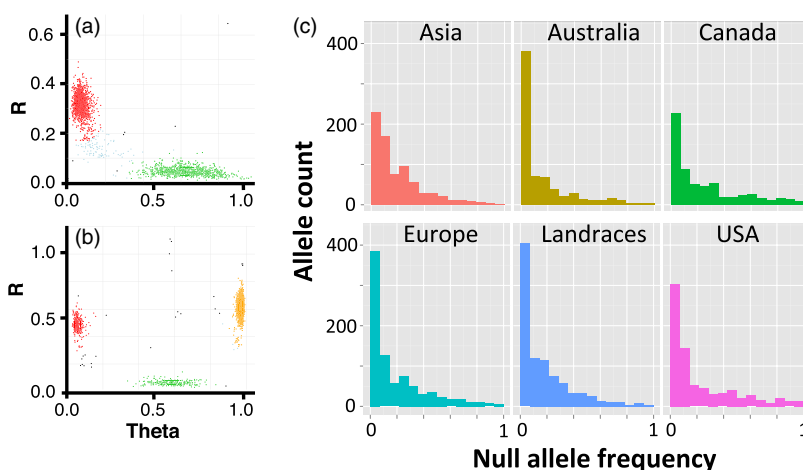 (a)
R
0.6
0.4
0.2
0.0
0.0 0.5 1.0
(b)
R
1.0
0.5
0.0
0.0 0.5 1.0
Theta
(c)
Allele count
Asia Australia Canada
400
200
0
Europe Landraces USA
400
200
0
0 1 0 1 0 1
Null allele frequency